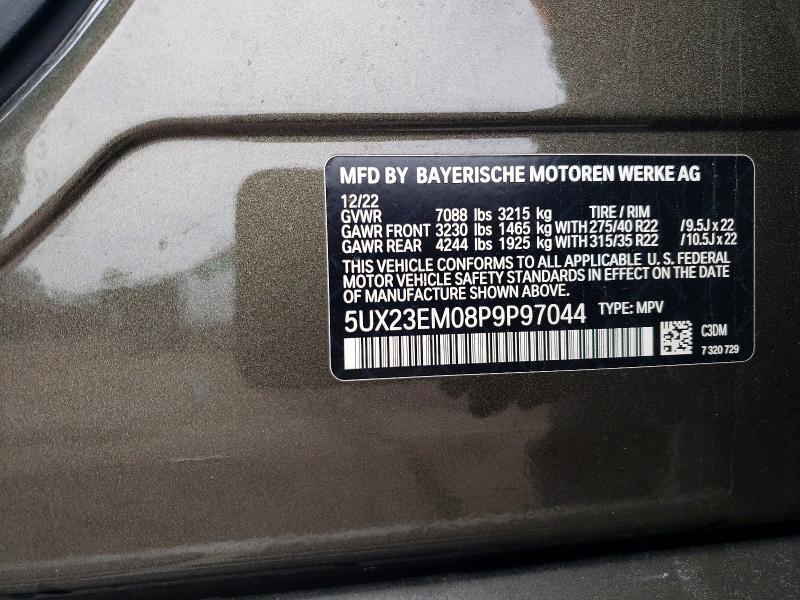 MFD BY BAYERISCHE MOTOREN WERKE AG
12/22
GVWR 7088 lbs 3215 kg TIRE / RIM
GAWR FRONT 3230 lbs 1465 kg WITH 275/40 R22 /9.5J x 22
GAWR REAR 4244 lbs 1925 kg WITH 315/35 R22 /10.5J x 22
THIS VEHICLE CONFORMS TO ALL APPLICABLE U. S. FEDERAL
MOTOR VEHICLE SAFETY STANDARDS IN EFFECT ON THE DATE
OF MANUFACTURE SHOWN ABOVE.
5UX23EM08P9P97044 TYPE: MPV
C3DM
7 320 729